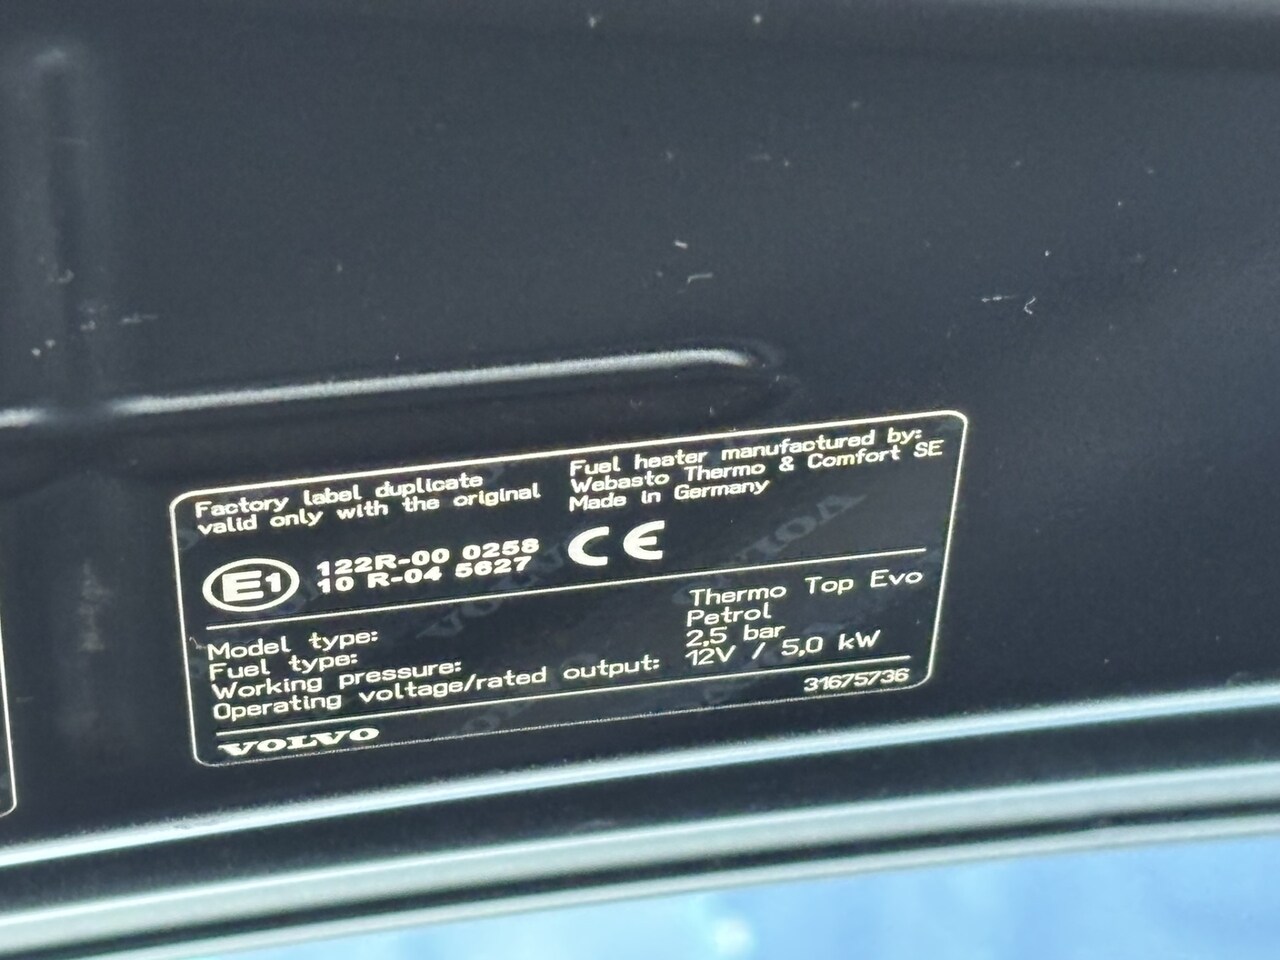 Factory label duplicate
valid only with the original
Fuel heater manufactured by:
Webasto Thermo & Comfort SE
Made in Germany
E1
122R-00 0258
10 R-04 5627
CE
Model type: Thermo Top Evo
Fuel type: Petrol
Working pressure: 2,5 bar
Operating voltage/rated output: 12V / 5,0 kW
31675736
VOLVO